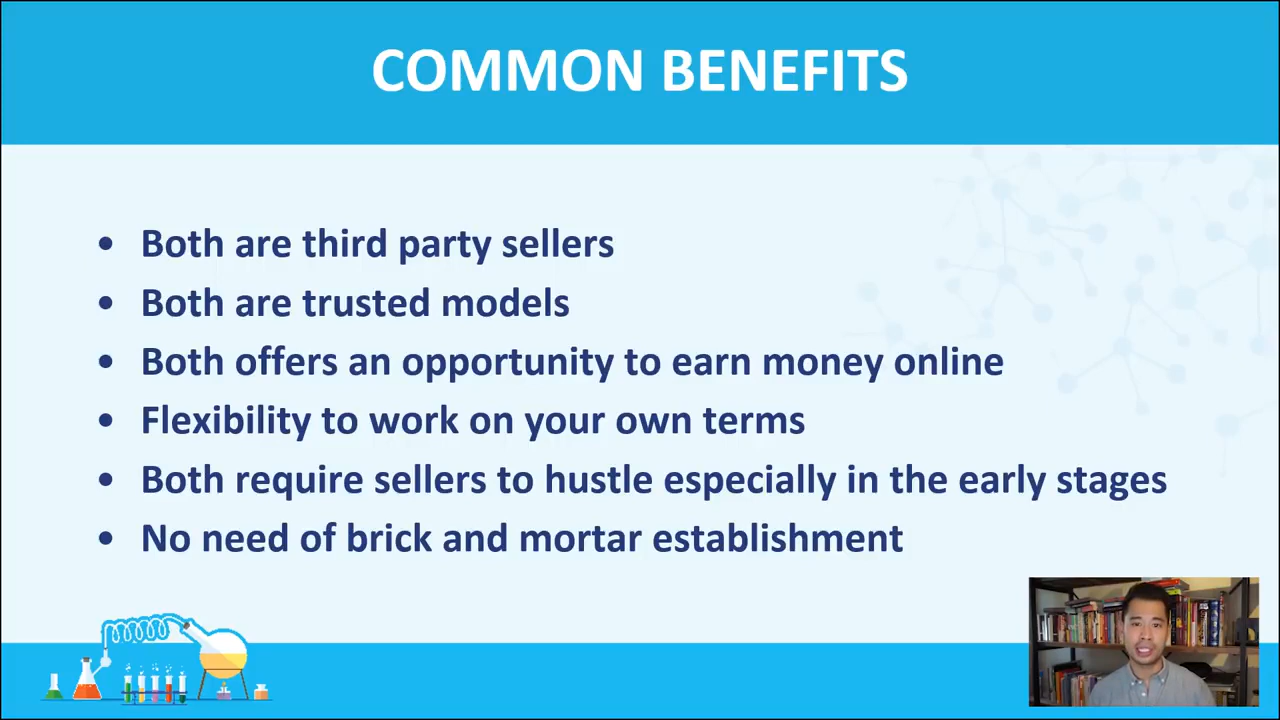 COMMON BENEFITS
• Both are third party sellers
• Both are trusted models
• Both offers an opportunity to earn money online
• Flexibility to work on your own terms
• Both require sellers to hustle especially in the early stages
• No need of brick and mortar establishment